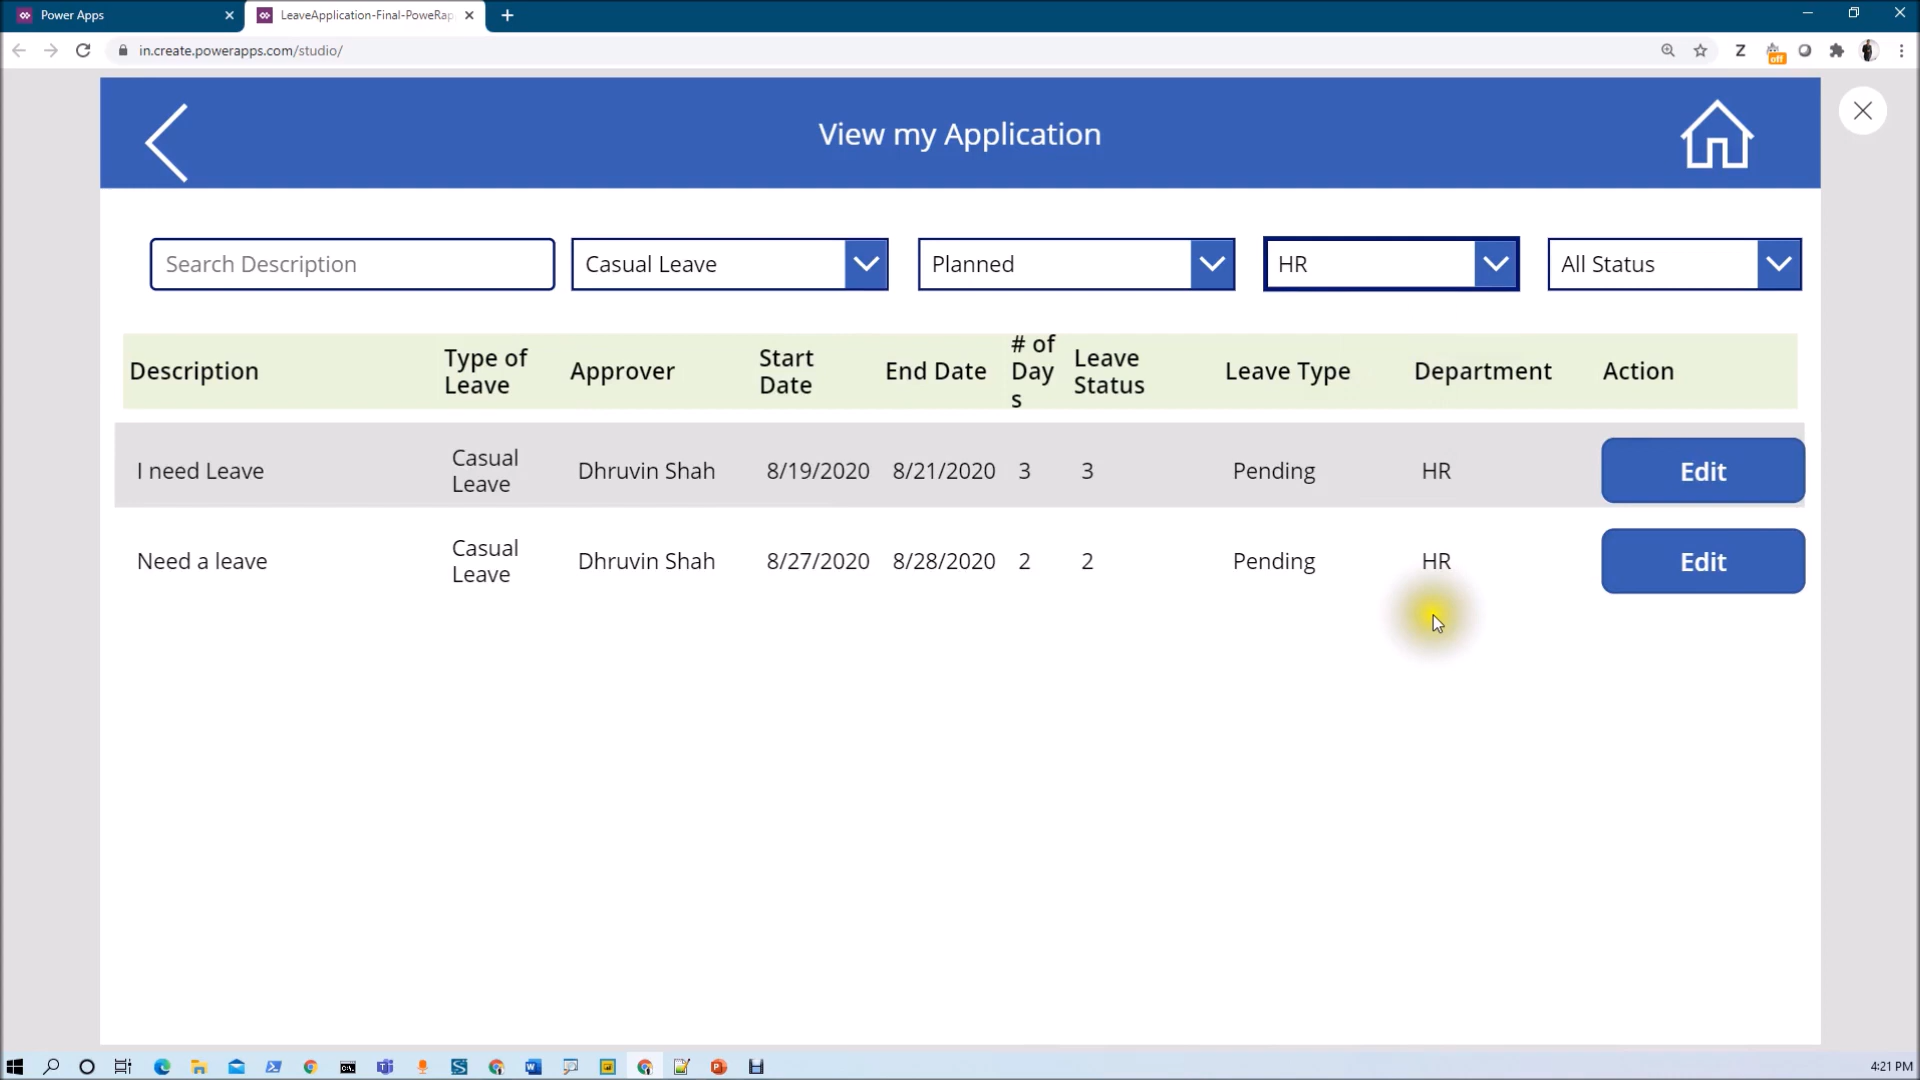 Power Apps
LeaveApplication-Final-PoweRap
in.create.powerapps.com/studio/
Z
off
View my Application
Search Description
Casual Leave
Planned
HR
All Status
Description
Type of
Leave
Approver
Start
Date
End Date
# of
Day
s
Leave
Status
Leave Type
Department
Action
I need Leave
Casual
Leave
Dhruvin Shah
8/19/2020
8/21/2020
3
3
Pending
HR
Edit
Need a leave
Casual
Leave
Dhruvin Shah
8/27/2020
8/28/2020
2
2
Pending
HR
Edit
4:21 PM